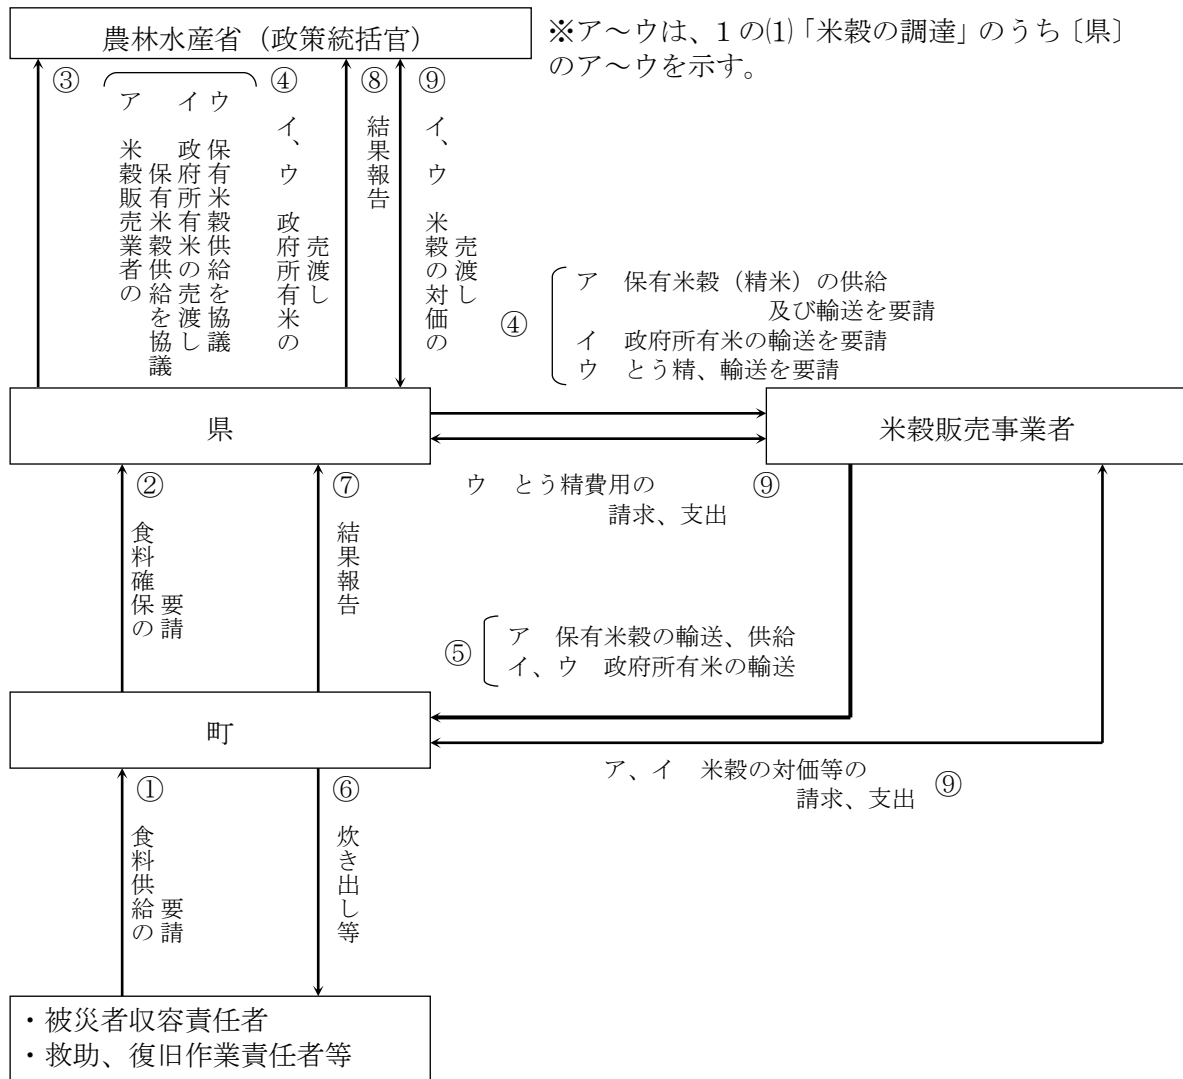 農林水産省（政策統括官）
※ア～ウは、１の⑴「米穀の調達」のうち〔県〕
のア～ウを示す。
③
ア　米穀販売業者の
保有米穀供給を協議
イ　政府所有米の売渡し
ウ　保有米穀供給を協議
④
イ、ウ　政府所有米の
売渡し
⑧
結果報告
⑨
イ、ウ　米穀の対価の
売渡し
④
ア　保有米穀（精米）の供給
及び輸送を要請
イ　政府所有米の輸送を要請
ウ　とう精、輸送を要請
県
米穀販売事業者
②
食料確保の
要請
⑦
結果報告
ウ　とう精費用の
請求、支出
⑨
⑤
ア　保有米穀の輸送、供給
イ、ウ　政府所有米の輸送
町
①
食料供給の
要請
⑥
炊き出し等
ア、イ　米穀の対価等の
請求、支出
⑨
・被災者収容責任者
・救助、復旧作業責任者等